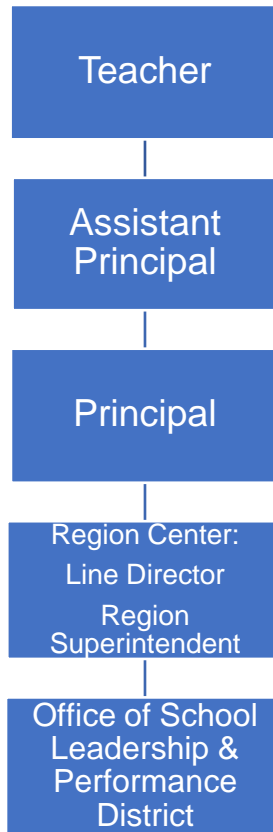 Teacher
Assistant
Principal
Principal
Region Center:
Line Director
Region
Superintendent
Office of School
Leadership &
Performance
District